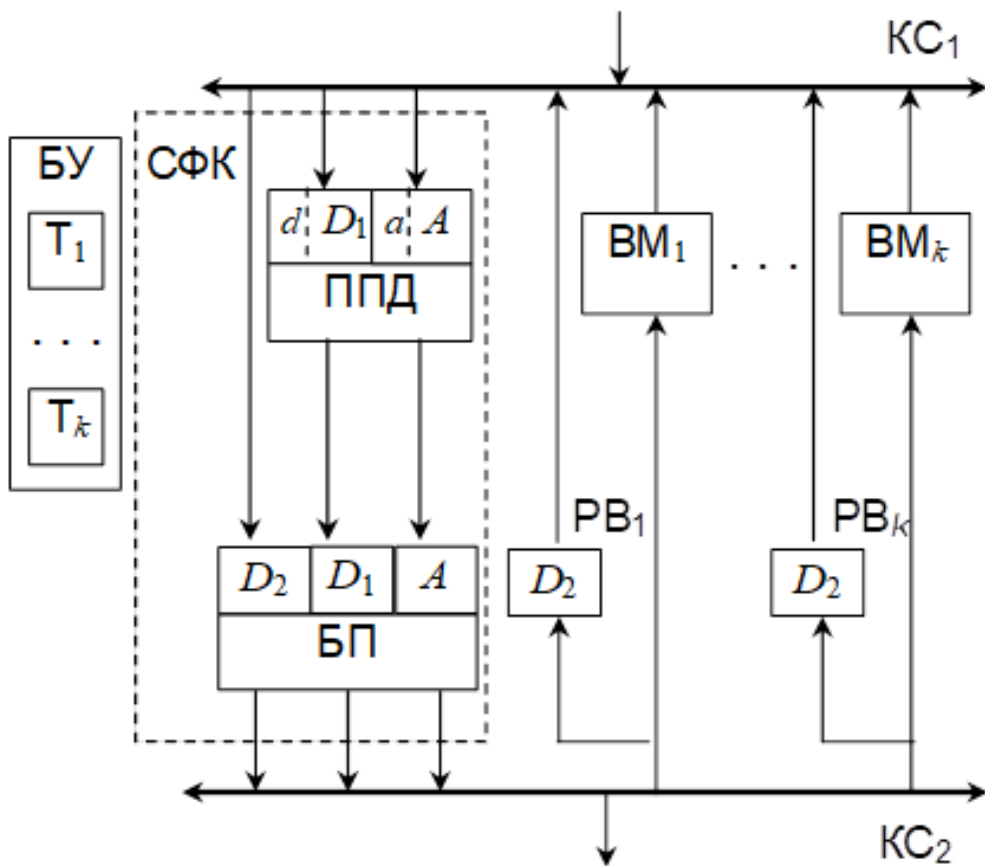 КС₁
БУ
СФК
T₁
. . .
Tₖ
d D₁ a A
ППД
ВМ₁
. . .
ВМₖ
РВ₁
РВₖ
D₂ D₁ A
БП
D₂
D₂
КС₂